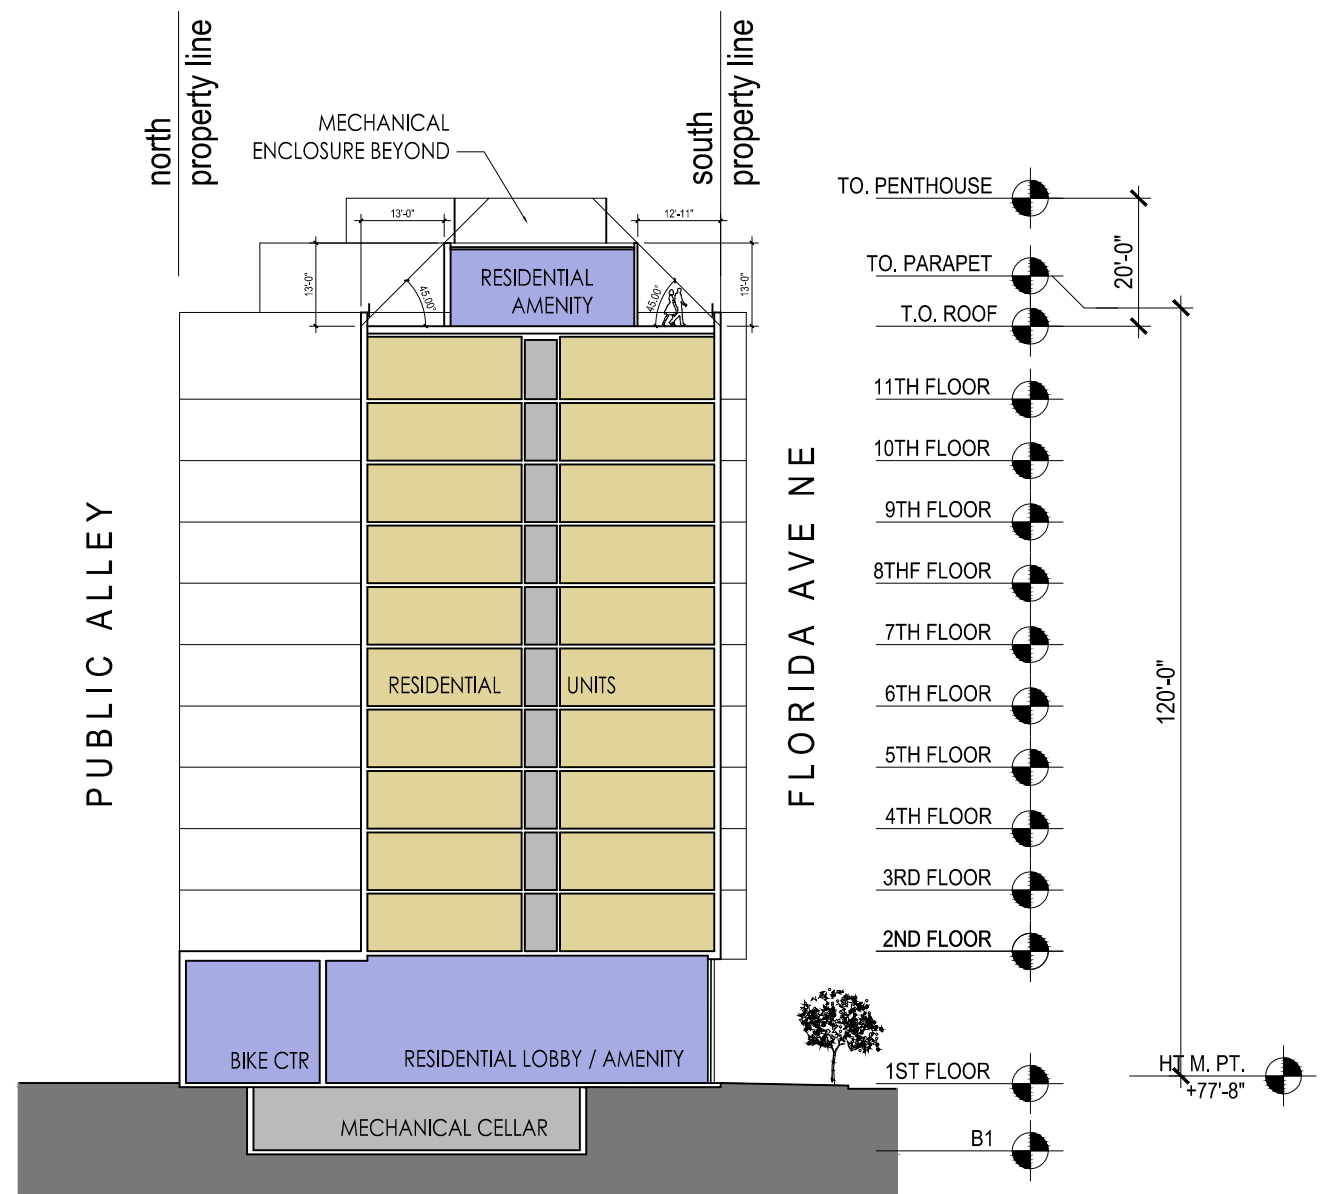 north
property line
south
property line
MECHANICAL
ENCLOSURE BEYOND
13'-0"
12'-11"
13'-0"
13'-0"
45.00°
45.00°
RESIDENTIAL
AMENITY
RESIDENTIAL UNITS
BIKE CTR
RESIDENTIAL LOBBY / AMENITY
MECHANICAL CELLAR
PUBLIC ALLEY
FLORIDA AVE NE
TO. PENTHOUSE
TO. PARAPET
T.O. ROOF
11TH FLOOR
10TH FLOOR
9TH FLOOR
8THF FLOOR
7TH FLOOR
6TH FLOOR
5TH FLOOR
4TH FLOOR
3RD FLOOR
2ND FLOOR
1ST FLOOR
B1
20'-0"
120'-0"
HT M. PT.
+77'-8"